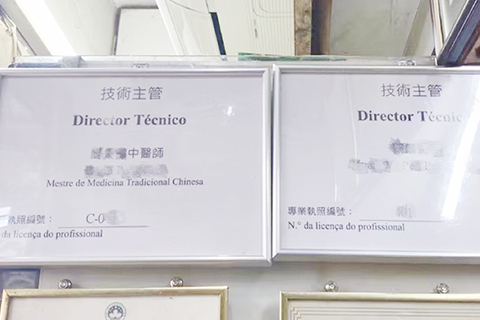 技術主管
Director Técnico
中醫師
Mestre de Medicina Tradicional Chinesa
執照編號：
C-0
da licença do profissional
技術主管
Director Técnic
專業執照編號：
N.º da licença do profissional